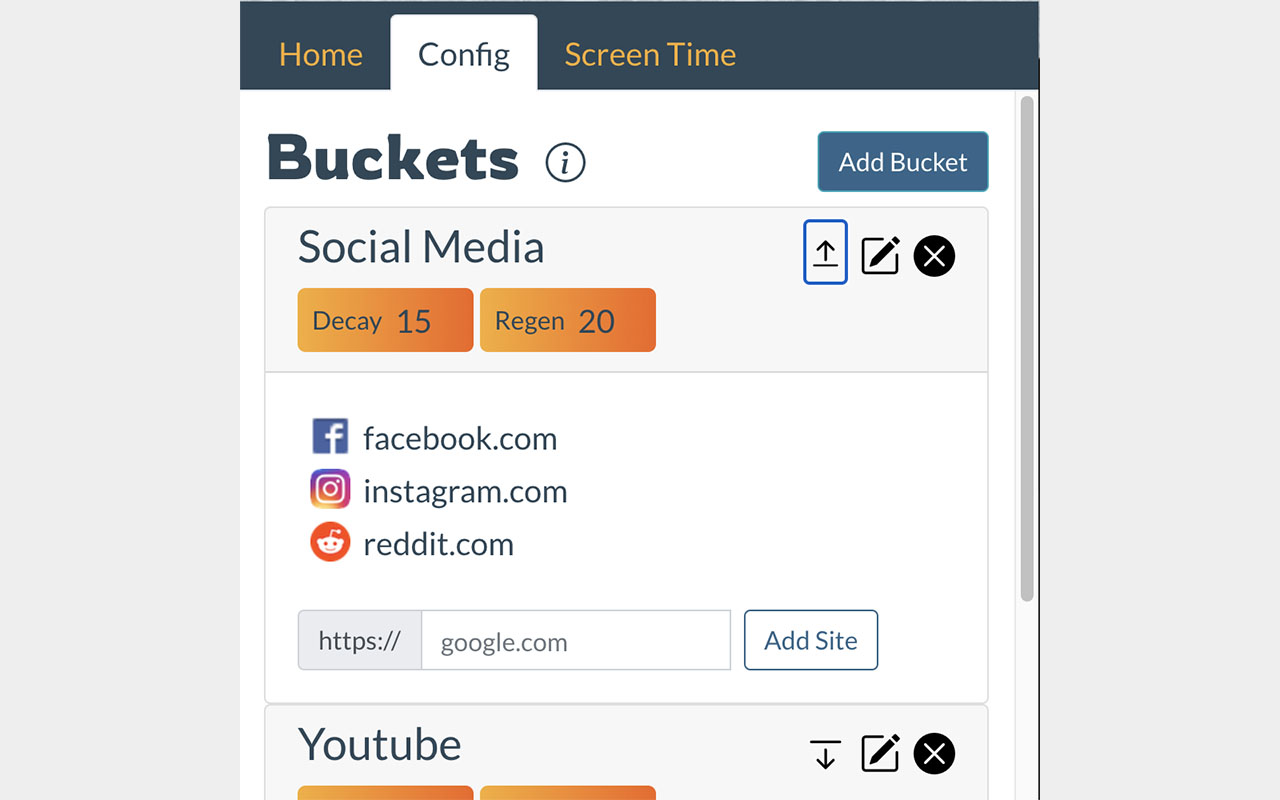 Home Config Screen Time
Buckets i Add Bucket
Social Media
Decay 15 Regen 20
facebook.com
instagram.com
reddit.com
https:// google.com Add Site
Youtube